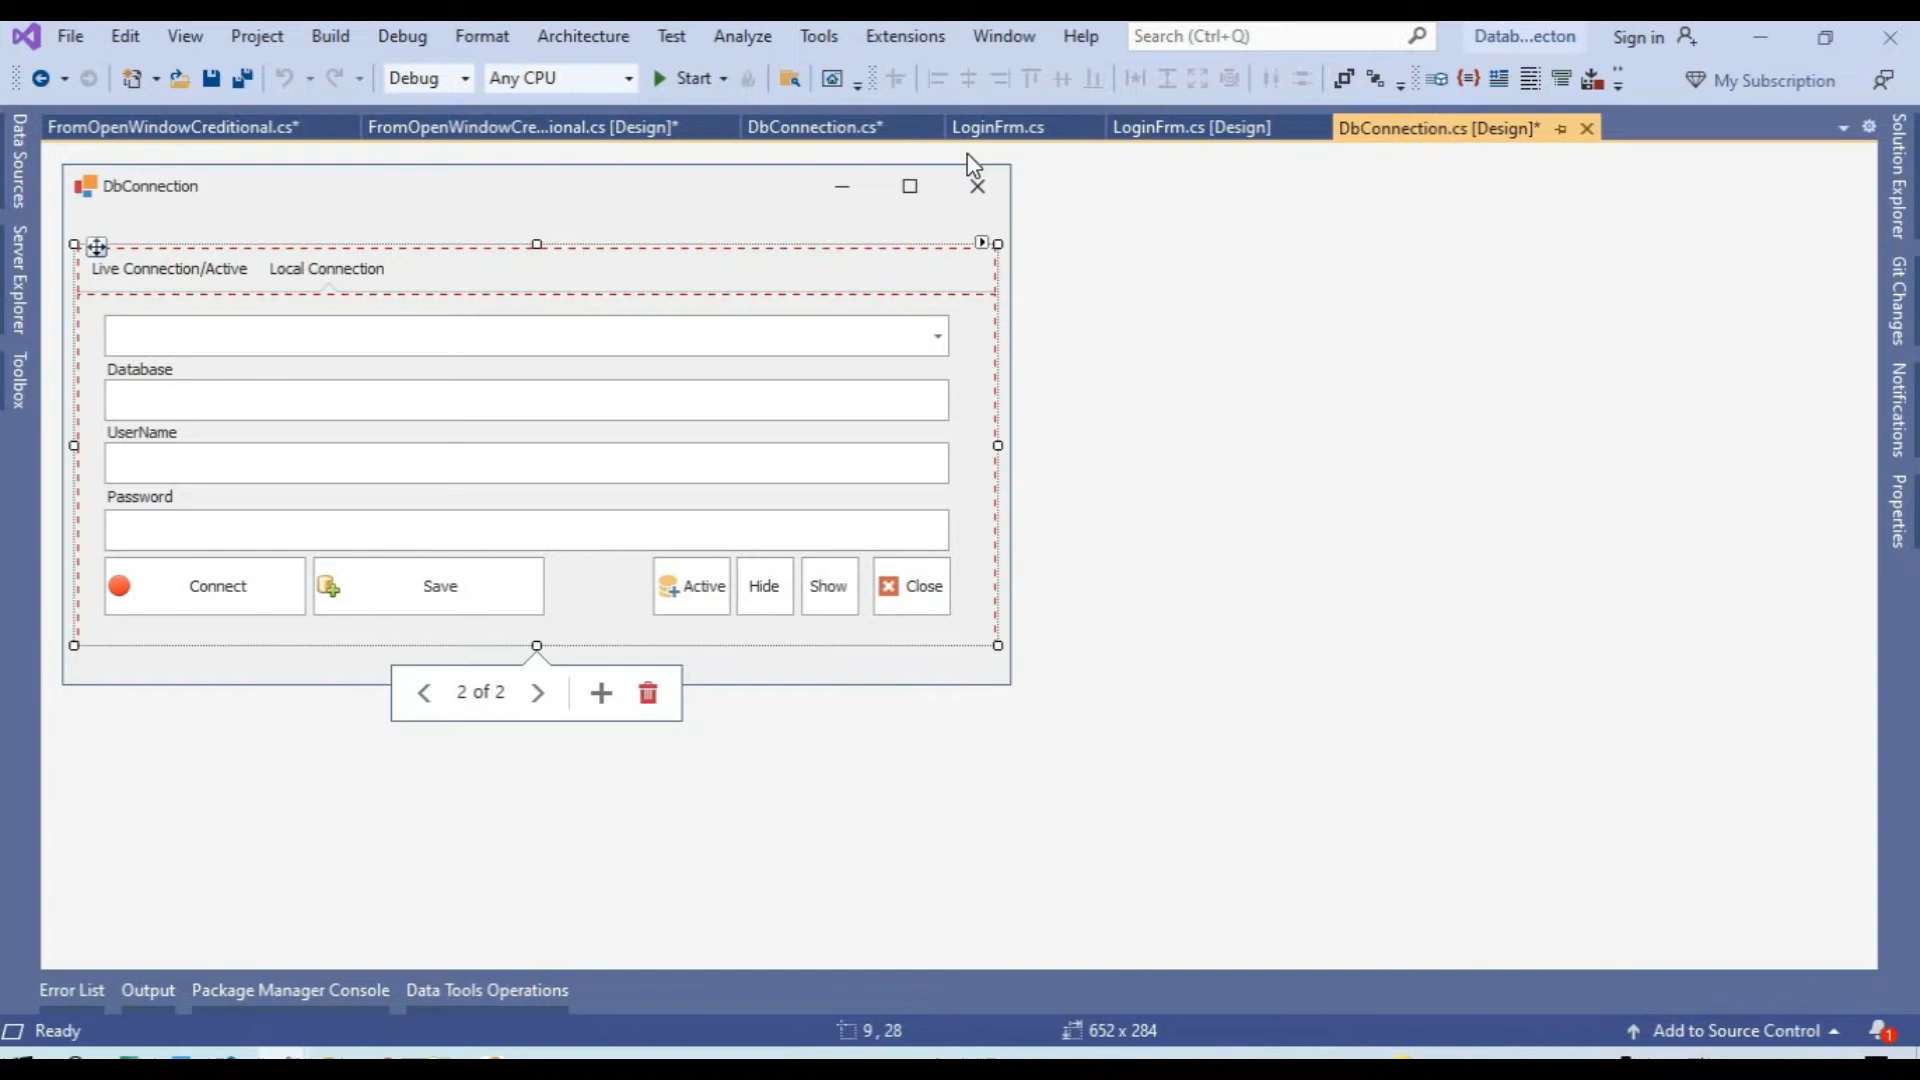 File Edit View Project Build Debug Format Architecture Test Analyze Tools Extensions Window Help Search (Ctrl+Q) Datab...ecton Sign in
Debug Any CPU Start My Subscription
FromOpenWindowCreditional.cs* FromOpenWindowCre...ional.cs [Design]* DbConnection.cs* LoginFrm.cs LoginFrm.cs [Design] DbConnection.cs [Design]*
Data Sources
Server Explorer
Toolbox
DbConnection
Live Connection/Active Local Connection
Database
UserName
Password
Connect Save Active Hide Show Close
2 of 2
Solution Explorer
Git Changes
Notifications
Properties
Error List Output Package Manager Console Data Tools Operations
Ready 9 , 28 652 x 284 Add to Source Control 1